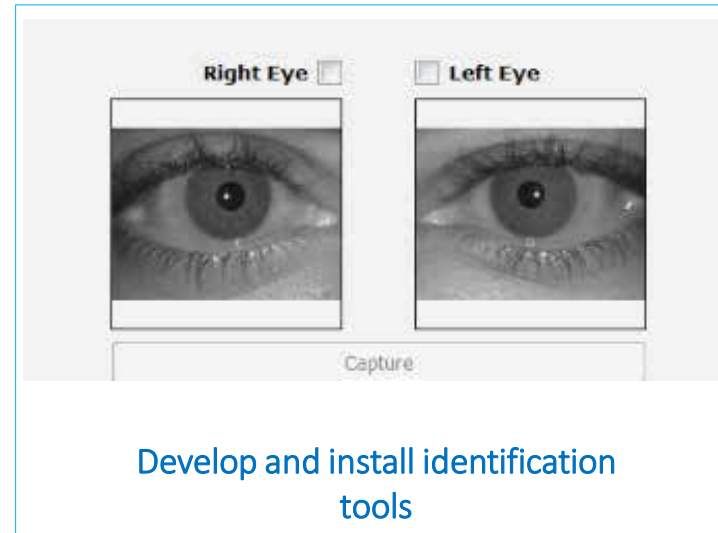 Right Eye Left Eye
Capture
Develop and install identification
tools